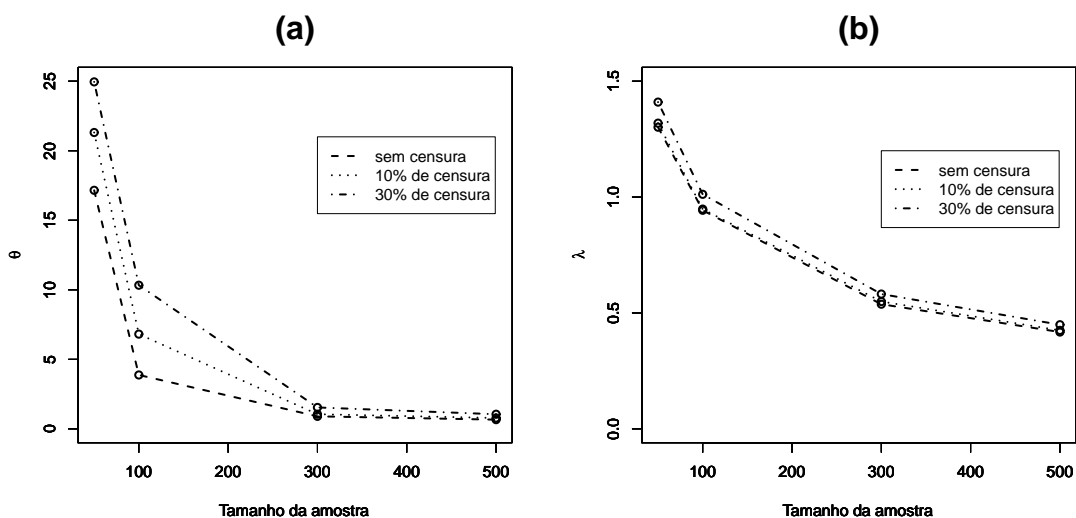 (a)
25
20
15
10
5
0
θ
100
200
300
400
500
Tamanho da amostra
sem censura
10% de censura
30% de censura
(b)
1.5
1.0
0.5
0.0
λ
100
200
300
400
500
Tamanho da amostra
sem censura
10% de censura
30% de censura